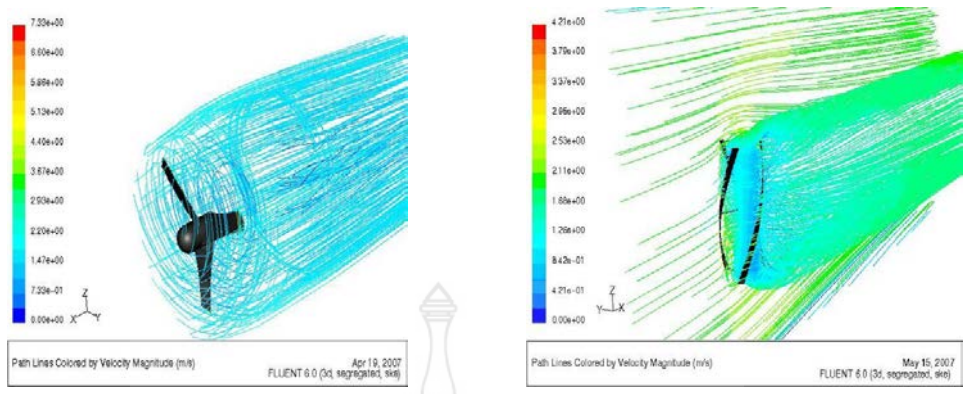 7.33e+00
6.60e+00
5.86e+00
5.13e+00
4.40e+00
3.67e+00
2.93e+00
2.20e+00
1.47e+00
7.33e-01
0.00e+00
Z
X Y
Path Lines Colored by Velocity Magnitude (m/s)
Apr 19, 2007
FLUENT 6.0 (3d, segregated, ske)
4.21e+00
3.79e+00
3.37e+00
2.95e+00
2.53e+00
2.11e+00
1.68e+00
1.26e+00
8.42e-01
4.21e-01
0.00e+00
Z
Y X
Path Lines Colored by Velocity Magnitude (m/s)
May 15, 2007
FLUENT 6.0 (3d, segregated, ske)